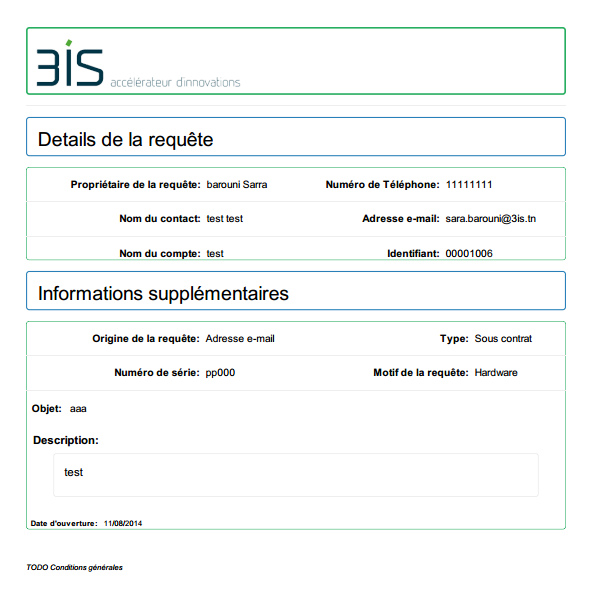 3is accélérateur d'innovations
Details de la requête
Propriétaire de la requête: barouni Sarra Numéro de Téléphone: 11111111
Nom du contact: test test Adresse e-mail: sara.barouni@3is.tn
Nom du compte: test Identifiant: 00001006
Informations supplémentaires
Origine de la requête: Adresse e-mail Type: Sous contrat
Numéro de série: pp000 Motif de la requête: Hardware
Objet: aaa
Description:
test
Date d'ouverture: 11/08/2014
TODO Conditions générales